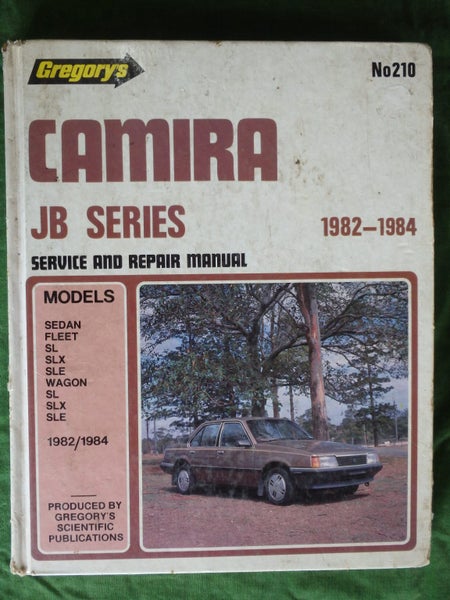 Gregory's
No210
CAMIRA
JB SERIES
1982–1984
SERVICE AND REPAIR MANUAL
MODELS
SEDAN
FLEET
SL
SLX
SLE
WAGON
SL
SLX
SLE
1982/1984
PRODUCED BY
GREGORY'S
SCIENTIFIC
PUBLICATIONS